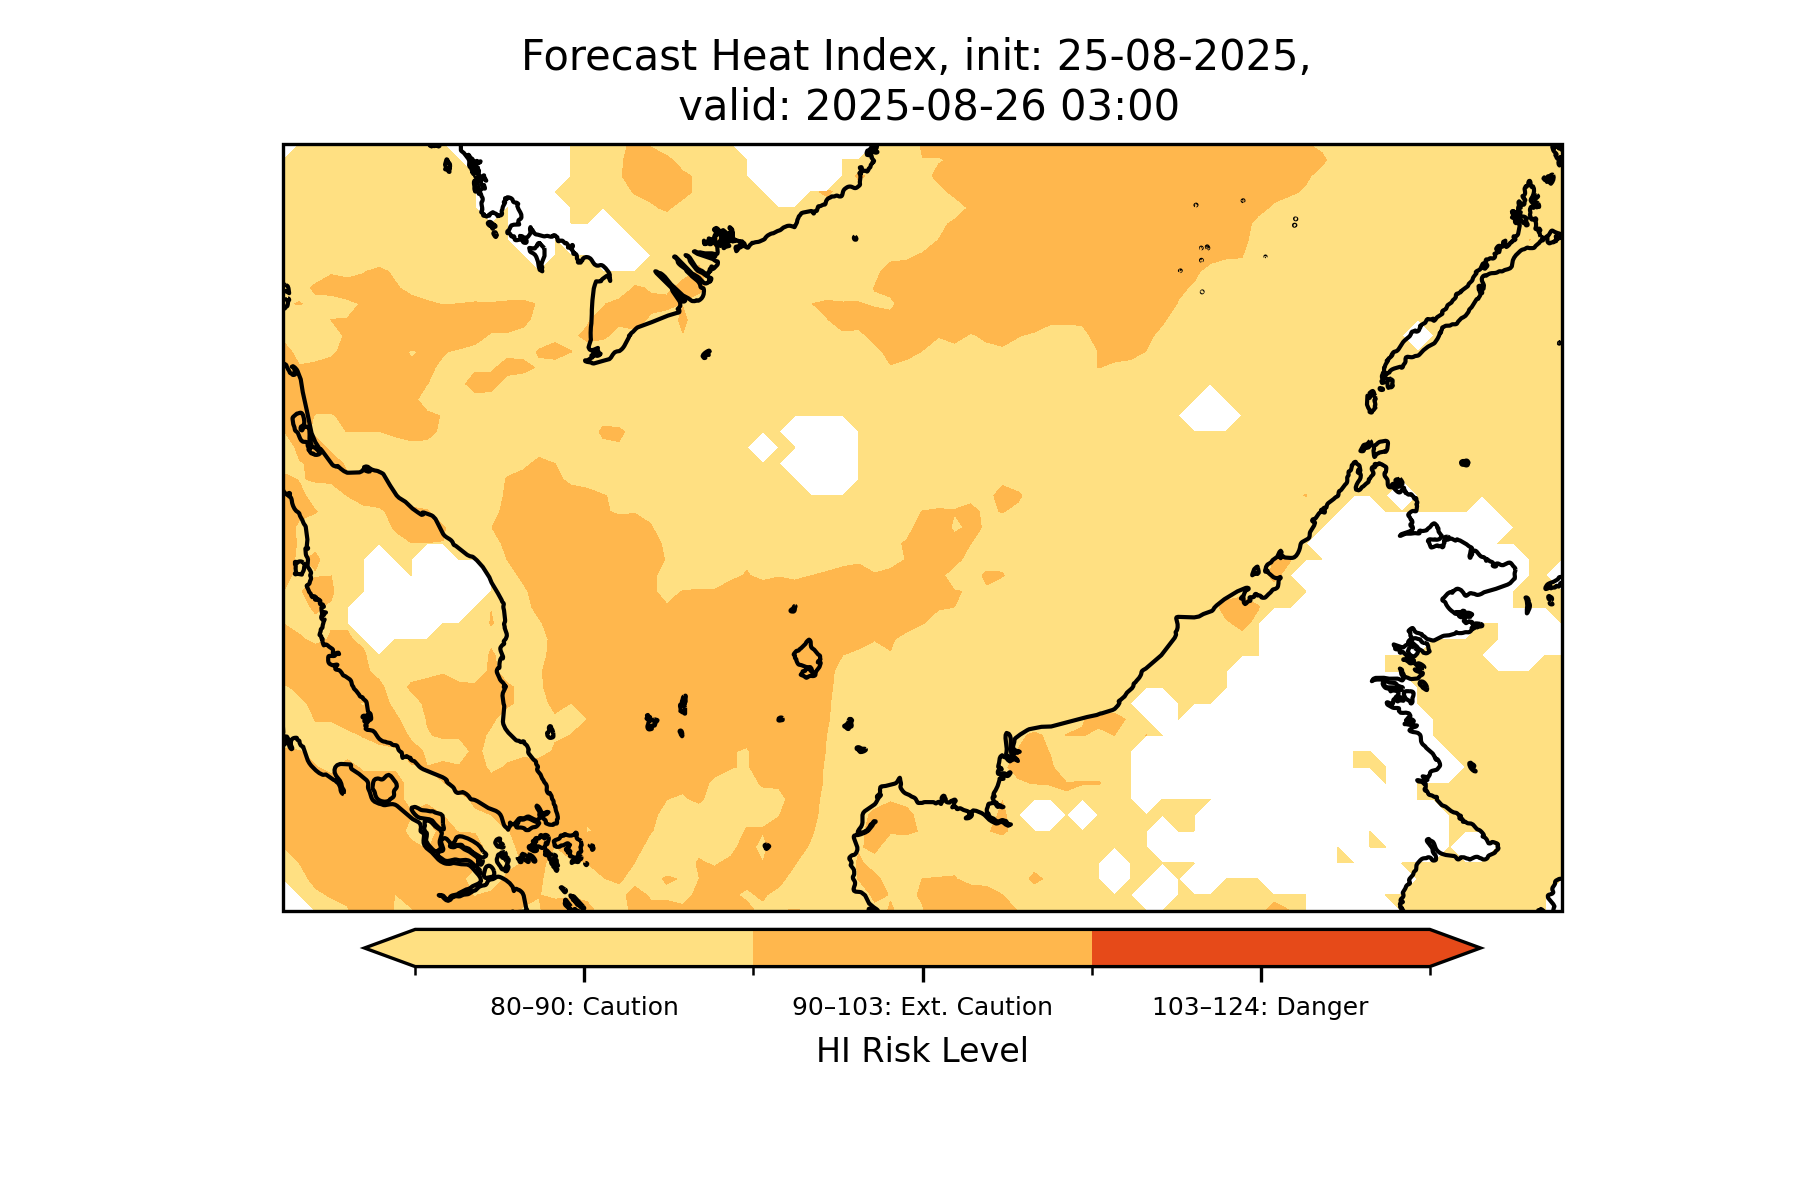 Forecast Heat Index, init: 25-08-2025,
valid: 2025-08-26 03:00
80–90: Caution
90–103: Ext. Caution
103–124: Danger
HI Risk Level